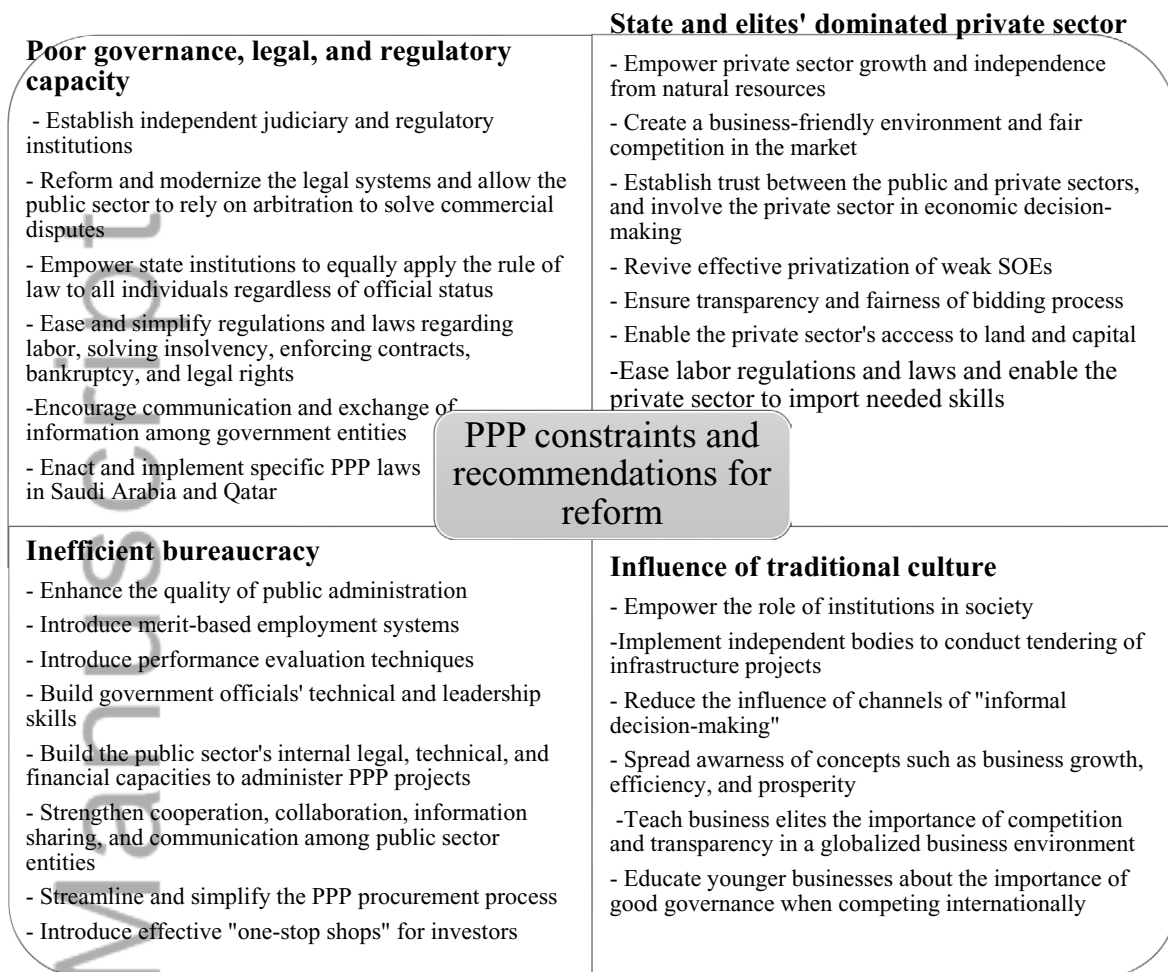 Poor governance, legal, and regulatory
capacity
- Establish independent judiciary and regulatory
institutions
- Reform and modernize the legal systems and allow the
public sector to rely on arbitration to solve commercial
disputes
- Empower state institutions to equally apply the rule of
law to all individuals regardless of official status
- Ease and simplify regulations and laws regarding
labor, solving insolvency, enforcing contracts,
bankruptcy, and legal rights
-Encourage communication and exchange of
information among government entities
- Enact and implement specific PPP laws
in Saudi Arabia and Qatar
State and elites' dominated private sector
- Empower private sector growth and independence
from natural resources
- Create a business-friendly environment and fair
competition in the market
- Establish trust between the public and private sectors,
and involve the private sector in economic decision-
making
- Revive effective privatization of weak SOEs
- Ensure transparency and fairness of bidding process
- Enable the private sector's acccess to land and capital
-Ease labor regulations and laws and enable the
private sector to import needed skills
PPP constraints and
recommendations for
reform
Inefficient bureaucracy
- Enhance the quality of public administration
- Introduce merit-based employment systems
- Introduce performance evaluation techniques
- Build government officials' technical and leadership
skills
- Build the public sector's internal legal, technical, and
financial capacities to administer PPP projects
- Strengthen cooperation, collaboration, information
sharing, and communication among public sector
entities
- Streamline and simplify the PPP procurement process
- Introduce effective "one-stop shops" for investors
Influence of traditional culture
- Empower the role of institutions in society
-Implement independent bodies to conduct tendering of
infrastructure projects
- Reduce the influence of channels of "informal
decision-making"
- Spread awarness of concepts such as business growth,
efficiency, and prosperity
-Teach business elites the importance of competition
and transparency in a globalized business environment
- Educate younger businesses about the importance of
good governance when competing internationally
Manuscript